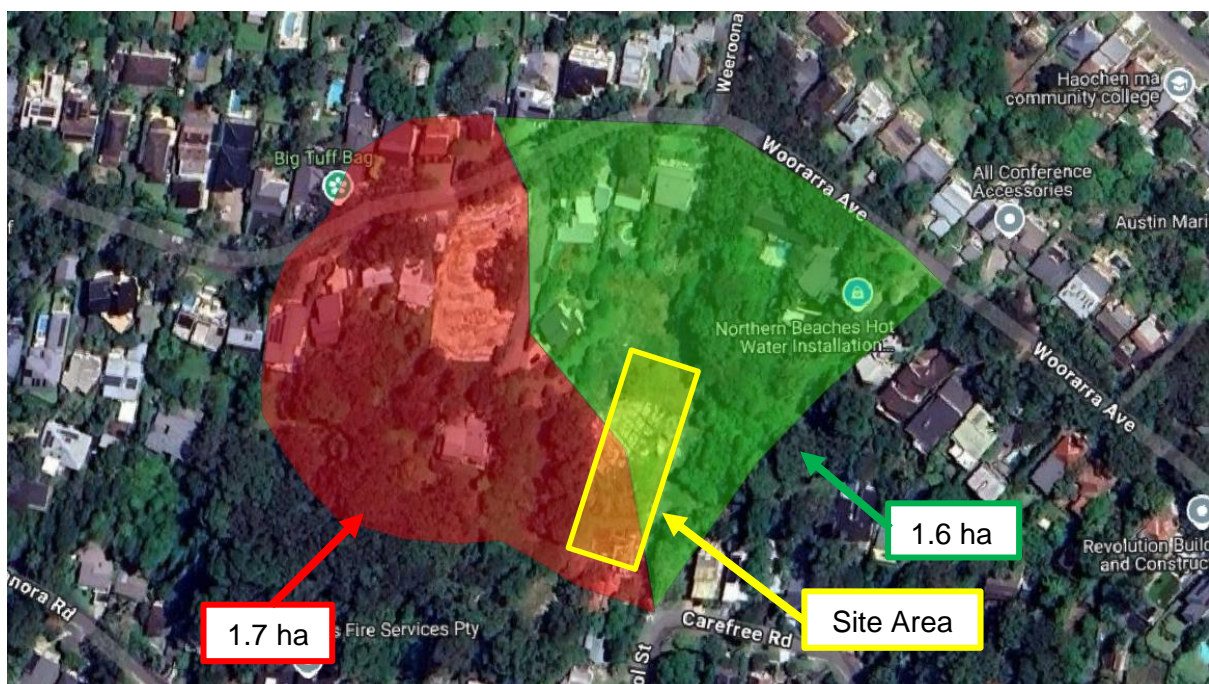 Weeroona
Haochen ma
community college
Big Tuff Bag
Woorarra Ave
All Conference
Accessories
Austin Mari
f
Northern Beaches Hot
Water Installation...
Woorarra Ave
1.6 ha
Revolution Build
and Construc
nora Rd
1.7 ha
s Fire Services Pty
Site Area
Carefree Rd
ol St